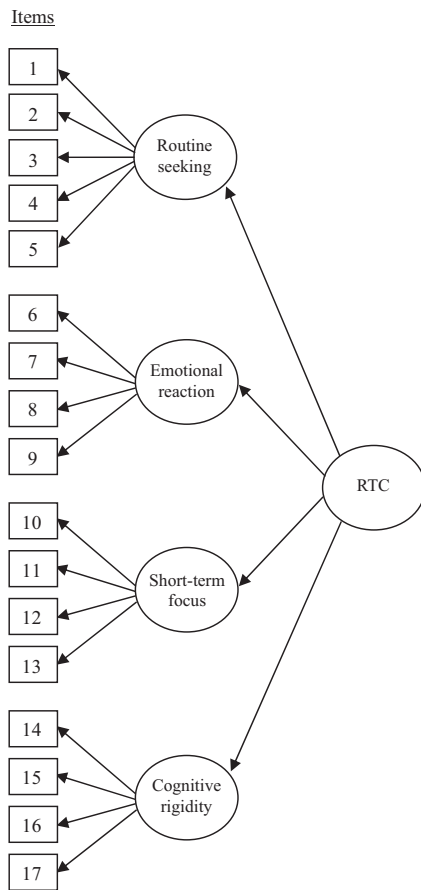 Items
1
2
3
4
5
Routine
seeking
6
7
8
9
Emotional
reaction
RTC
10
11
12
13
Short-term
focus
14
15
16
17
Cognitive
rigidity